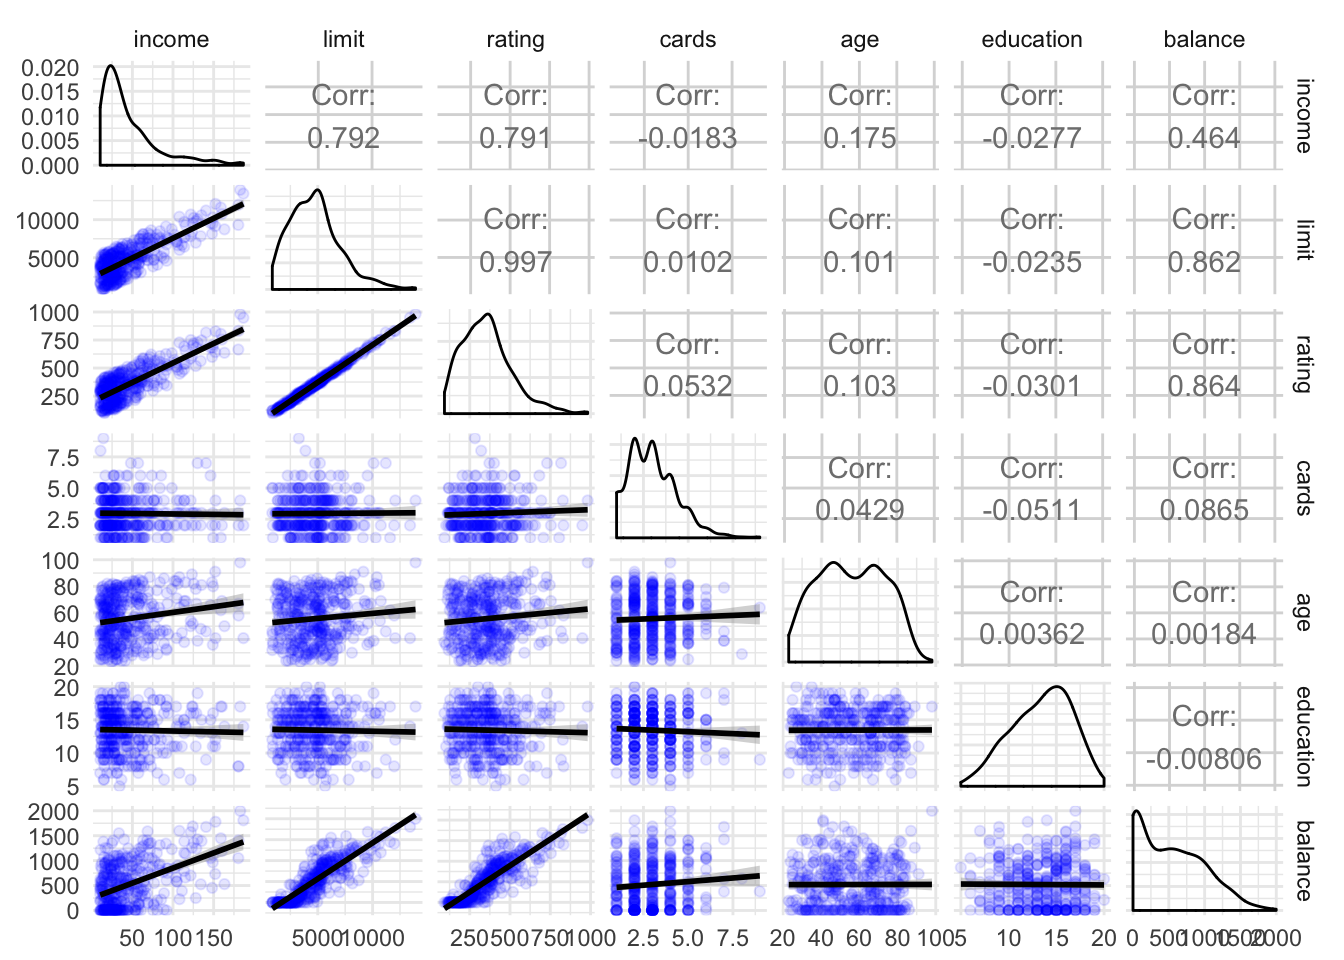 income limit rating cards age education balance
0.020
0.015
0.010
0.005
0.000
Corr: Corr: Corr: Corr: Corr: Corr:
0.792 0.791 -0.0183 0.175 -0.0277 0.464
income
10000
5000
Corr: Corr: Corr: Corr: Corr:
0.997 0.0102 0.101 -0.0235 0.862
limit
1000
750
500
250
Corr: Corr: Corr: Corr:
0.0532 0.103 -0.0301 0.864
rating
7.5
5.0
2.5
Corr: Corr: Corr:
0.0429 -0.0511 0.0865
cards
100
80
60
40
20
Corr: Corr:
0.00362 0.00184
age
20
15
10
5
Corr:
-0.00806
education
2000
1500
1000
500
0
balance
50 100 150 5000 10000 250 500 750 1000 2.5 5.0 7.5 20 40 60 80 100 5 10 15 20 0 500 1000 1500 2000